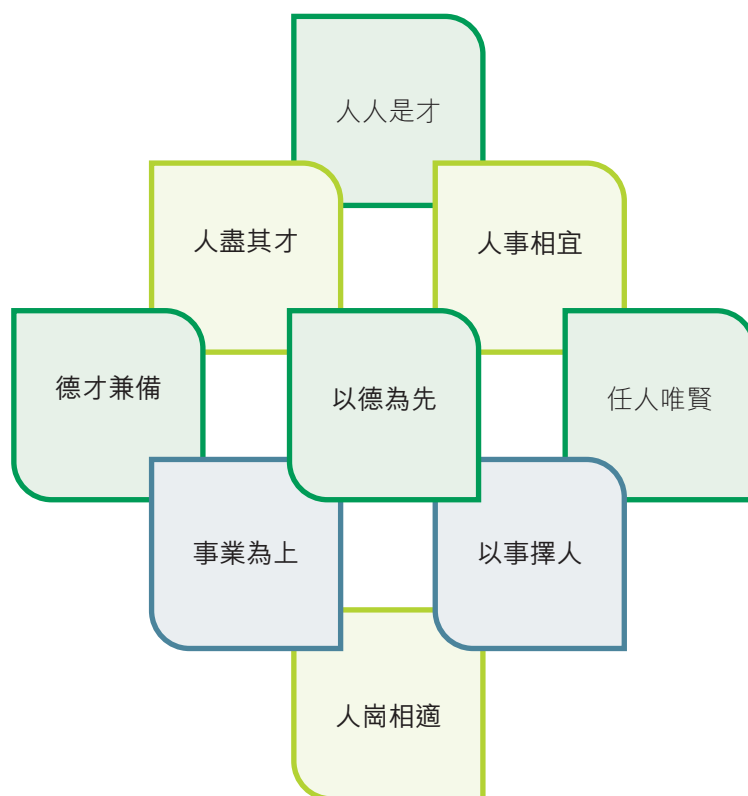 人人是才
人盡其才
人事相宜
德才兼備
以德為先
任人唯賢
事業為上
以事擇人
人崗相適